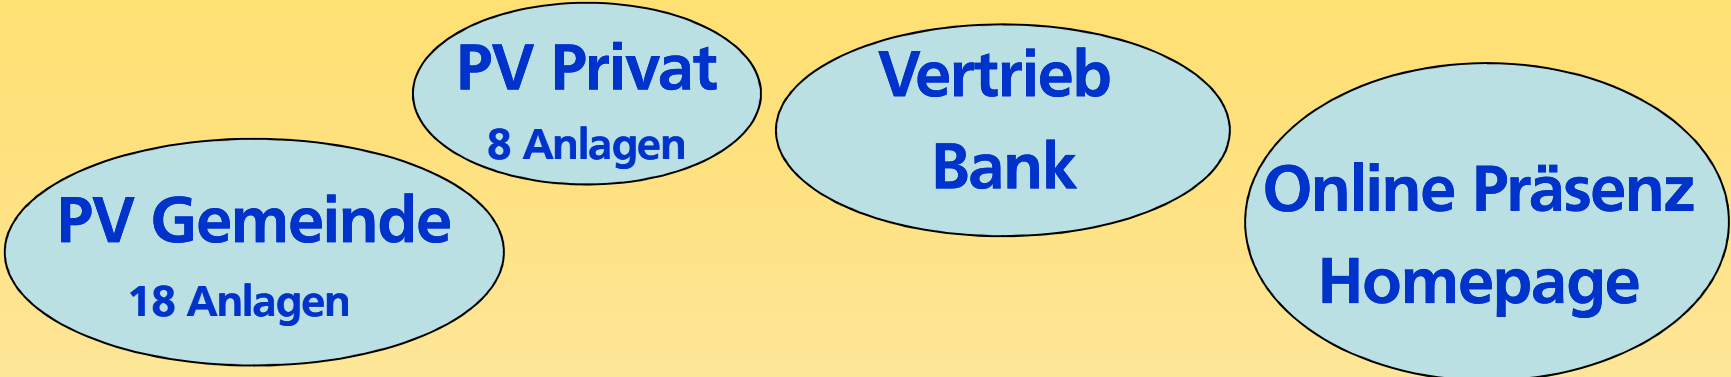 PV Gemeinde
18 Anlagen
PV Privat
8 Anlagen
Vertrieb
Bank
Online Präsenz
Homepage